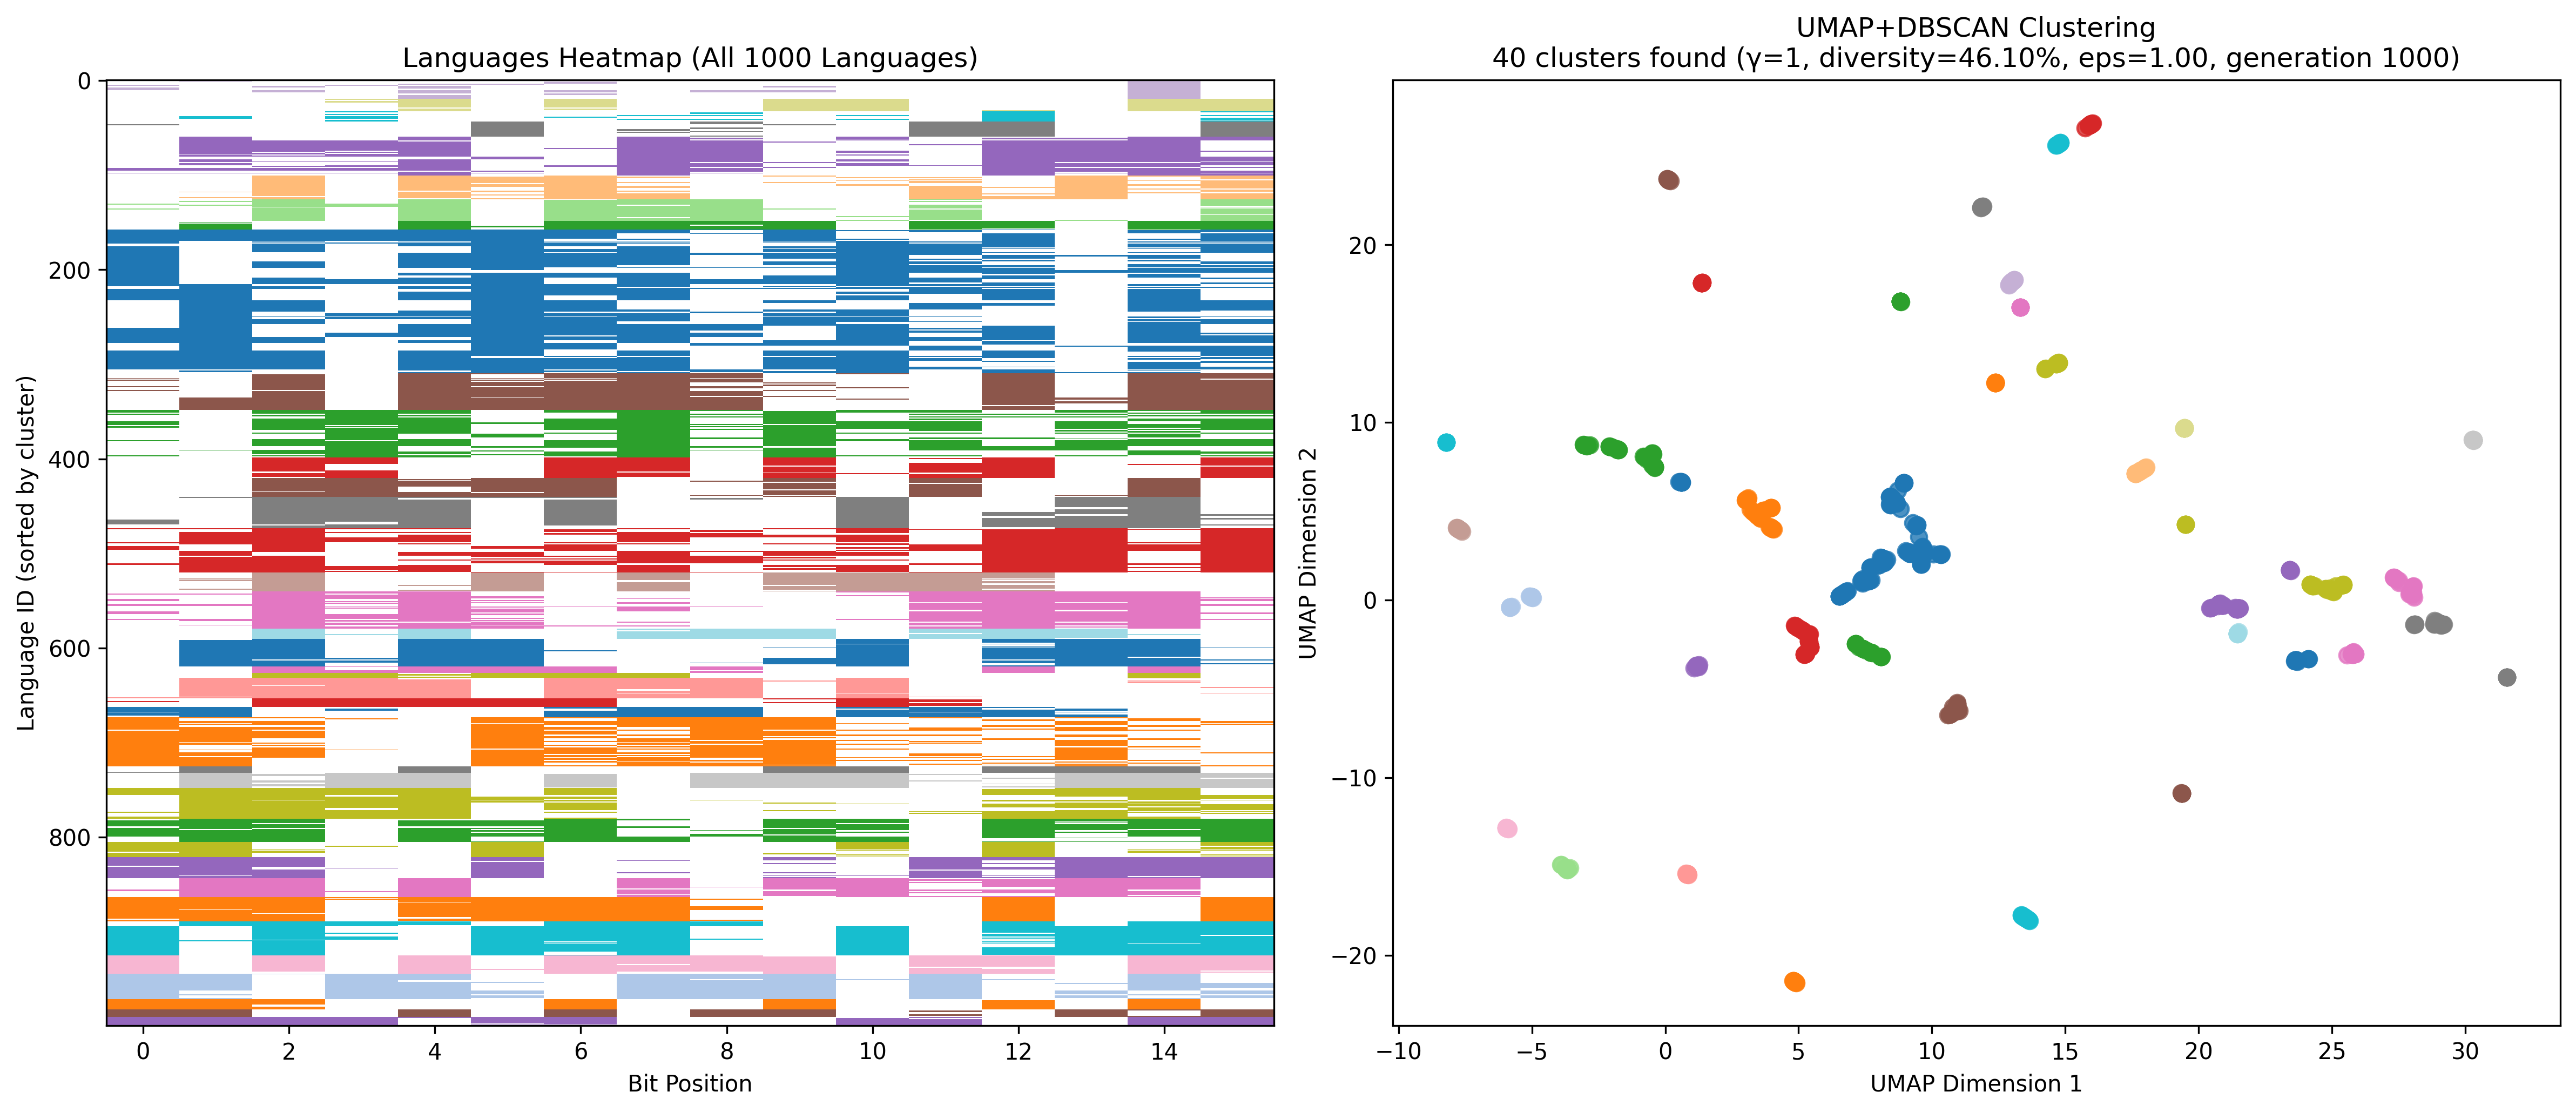 Languages Heatmap (All 1000 Languages)
0
200
400
600
800
Language ID (sorted by cluster)
0 2 4 6 8 10 12 14
Bit Position
UMAP+DBSCAN Clustering
40 clusters found (γ=1, diversity=46.10%, eps=1.00, generation 1000)
20
10
0
−10
−20
UMAP Dimension 2
−10 −5 0 5 10 15 20 25 30
UMAP Dimension 1